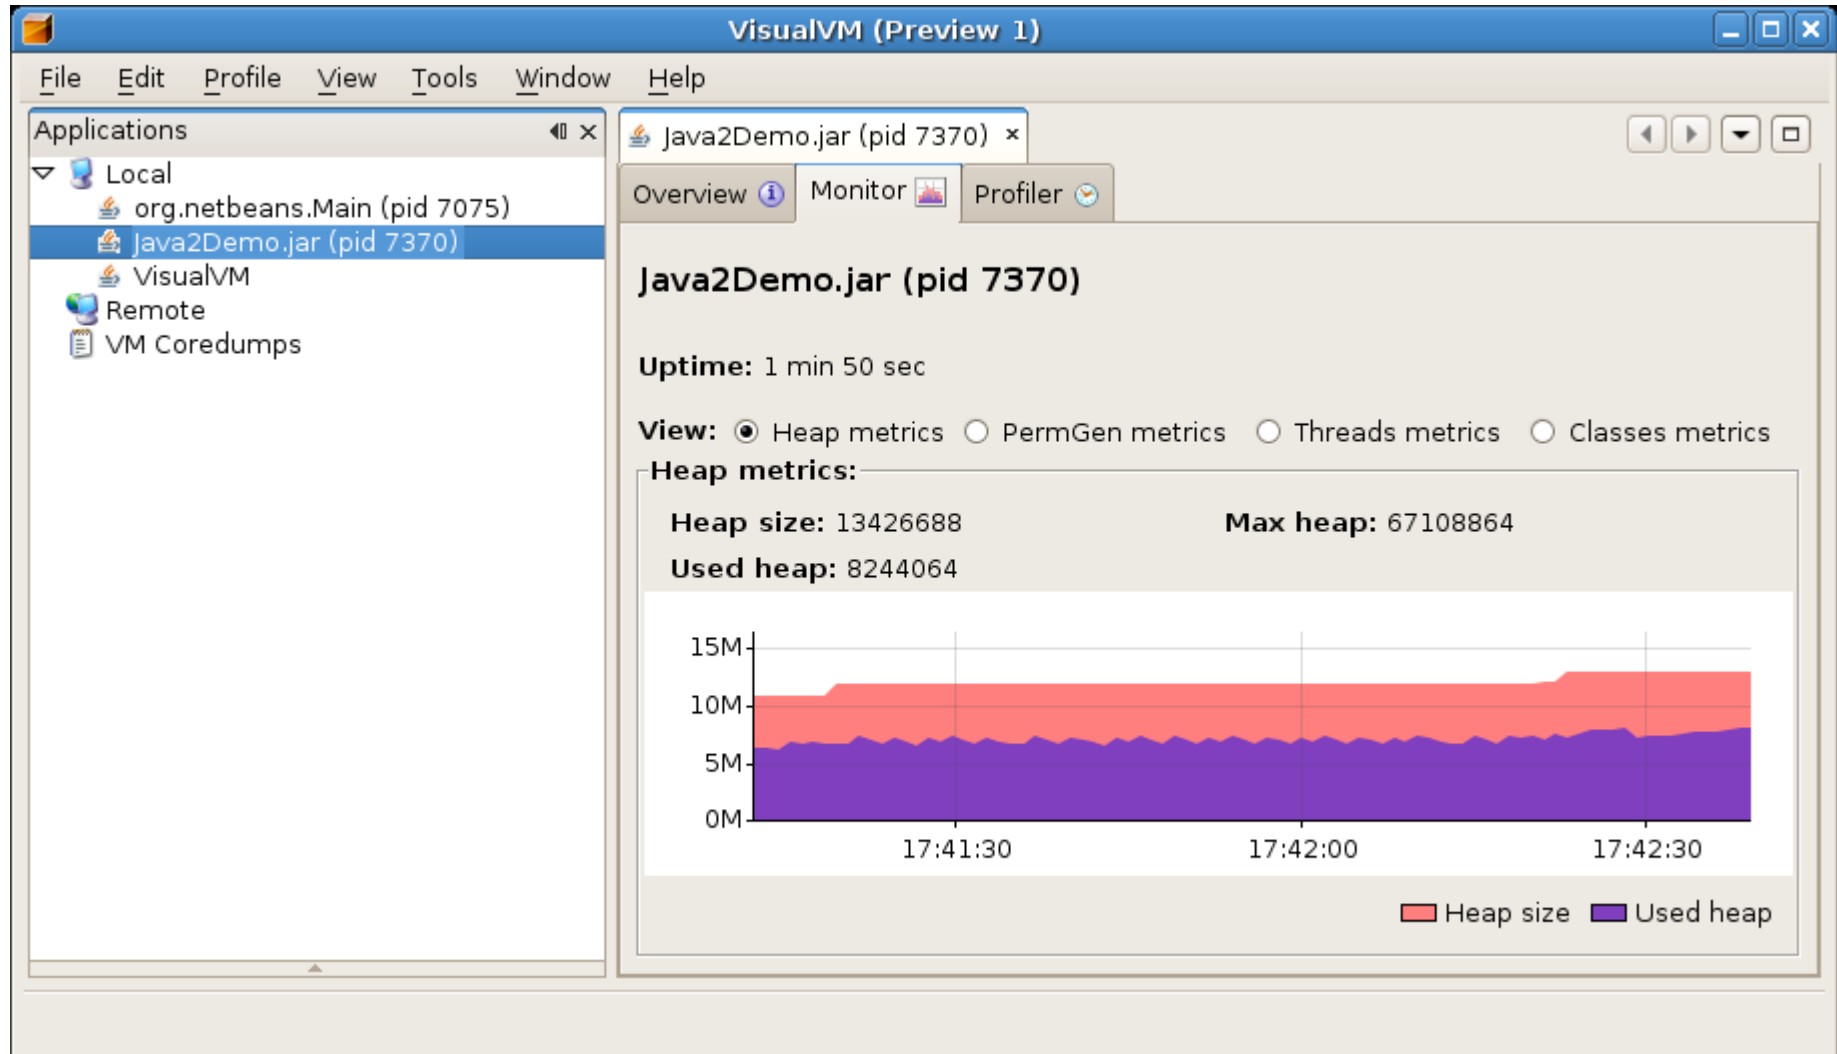 VisualVM (Preview 1)
File Edit Profile View Tools Window Help
Applications
Local
org.netbeans.Main (pid 7075)
Java2Demo.jar (pid 7370)
VisualVM
Remote
VM Coredumps
Java2Demo.jar (pid 7370)
Overview Monitor Profiler
Java2Demo.jar (pid 7370)
Uptime: 1 min 50 sec
View: Heap metrics PermGen metrics Threads metrics Classes metrics
Heap metrics:
Heap size: 13426688 Max heap: 67108864
Used heap: 8244064
15M
10M
5M
0M
17:41:30 17:42:00 17:42:30
Heap size Used heap